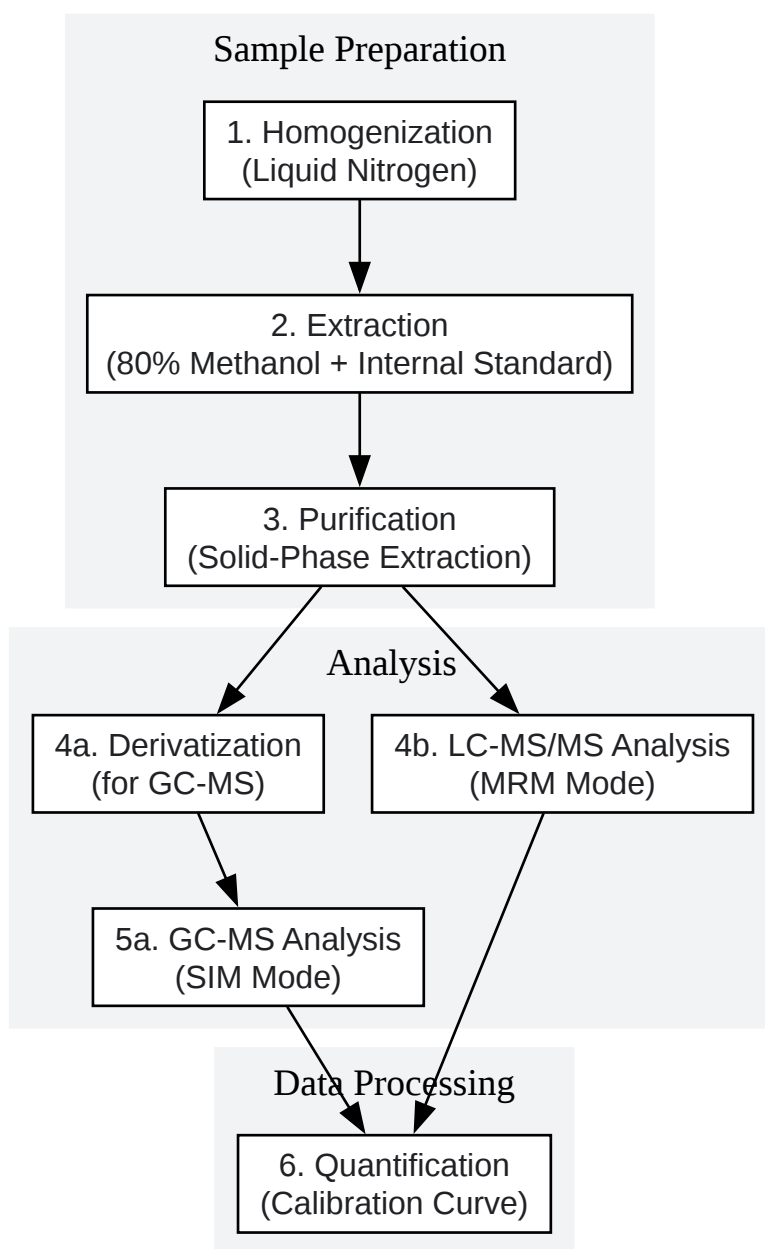 Sample Preparation
1. Homogenization
(Liquid Nitrogen)
2. Extraction
(80% Methanol + Internal Standard)
3. Purification
(Solid-Phase Extraction)
Analysis
4a. Derivatization
(for GC-MS)
4b. LC-MS/MS Analysis
(MRM Mode)
5a. GC-MS Analysis
(SIM Mode)
Data Processing
6. Quantification
(Calibration Curve)